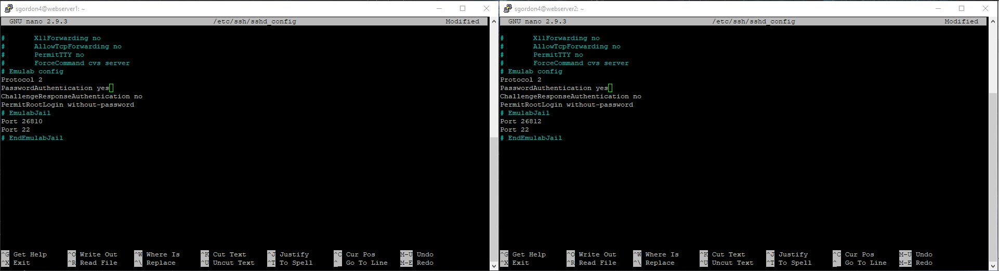 sgordon4@webserver1: ~
GNU nano 2.9.3 /etc/ssh/sshd_config Modified
# X11Forwarding no
# AllowTcpForwarding no
# PermitTTY no
# ForceCommand cvs server
# Emulab config
Protocol 2
PasswordAuthentication yes
ChallengeResponseAuthentication no
PermitRootLogin without-password
# EmulabJail
Port 26810
Port 22
# EndEmulabJail
^G Get Help ^O Write Out ^W Where Is ^K Cut Text ^J Justify ^C Cur Pos M-U Undo
^X Exit ^R Read File ^\ Replace ^U Uncut Text ^T To Spell ^_ Go To Line M-E Redo
sgordon4@webserver2: ~
GNU nano 2.9.3 /etc/ssh/sshd_config Modified
# X11Forwarding no
# AllowTcpForwarding no
# PermitTTY no
# ForceCommand cvs server
# Emulab config
Protocol 2
PasswordAuthentication yes
ChallengeResponseAuthentication no
PermitRootLogin without-password
# EmulabJail
Port 26812
Port 22
# EndEmulabJail
^G Get Help ^O Write Out ^W Where Is ^K Cut Text ^J Justify ^C Cur Pos M-U Undo
^X Exit ^R Read File ^\ Replace ^U Uncut Text ^T To Spell ^_ Go To Line M-E Redo